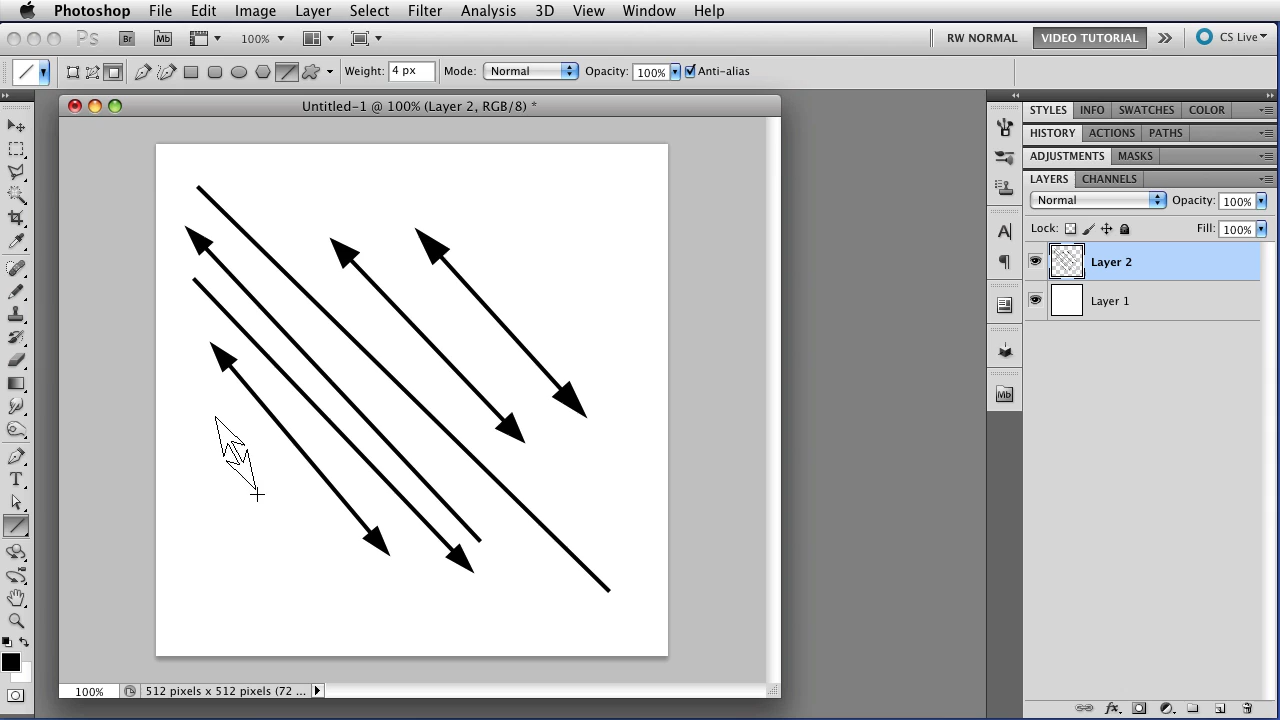 Photoshop File Edit Image Layer Select Filter Analysis 3D View Window Help
Ps Br Mb 100% RW NORMAL VIDEO TUTORIAL CS Live
Weight: 4 px Mode: Normal Opacity: 100% Anti-alias
Untitled-1 @ 100% (Layer 2, RGB/8) *
STYLES INFO SWATCHES COLOR
HISTORY ACTIONS PATHS
ADJUSTMENTS MASKS
LAYERS CHANNELS
Normal Opacity: 100%
Lock: Fill: 100%
Layer 2
Layer 1
A
Mb
T
fx
100% 512 pixels x 512 pixels (72 ...